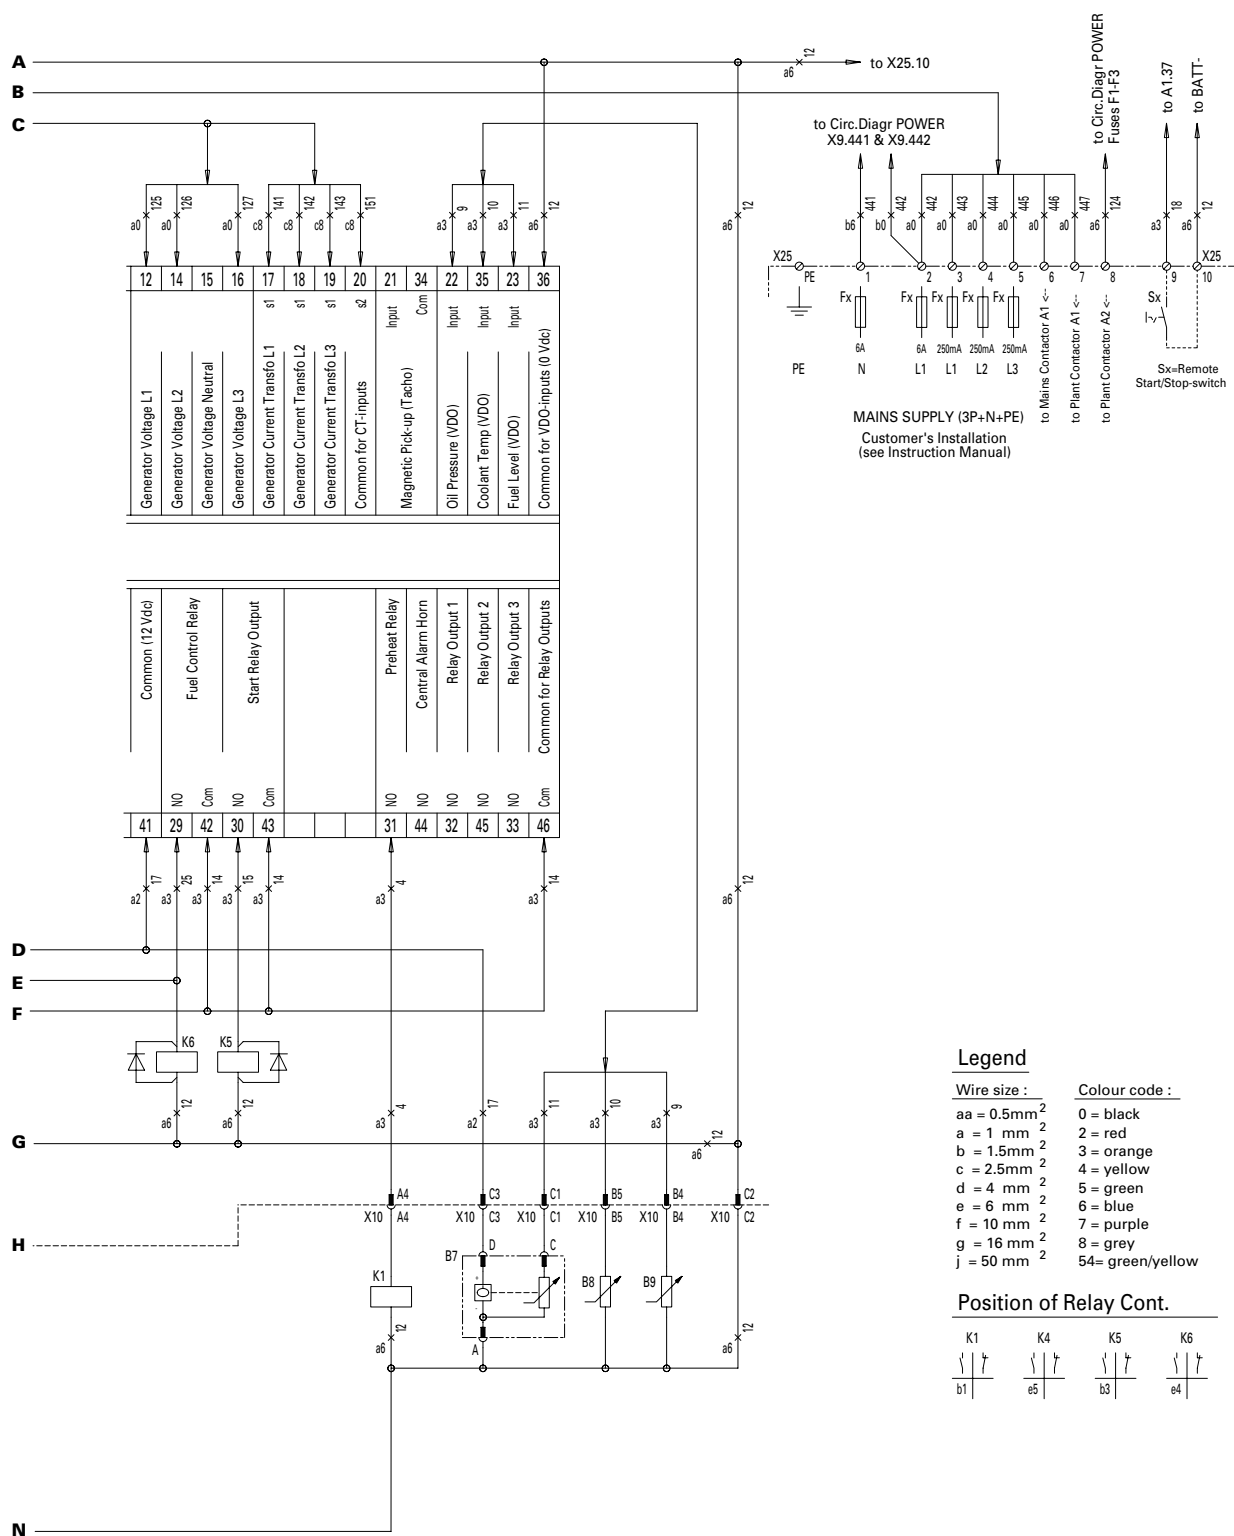 A
B
C
12
a6
to X25.10
to Circ.Diagr POWER
X9.441 & X9.442
to Circ.Diagr POWER
Fuses F1-F3
to A1.37
to BATT-
125 126 127 141 142 143 151 9 10 11 12
a0 a0 a0 c8 c8 c8 c8 a3 a3 a3 a6
12
a6
441 442 442 443 444 445 446 447 124 18 12
b6 b0 a0 a0 a0 a0 a0 a0 a6 a3 a6
12 14 15 16 17 18 19 20 21 34 22 35 23 36
s1 s1 s1 s2 Input Com Input Input Input
Generator Voltage L1
Generator Voltage L2
Generator Voltage Neutral
Generator Voltage L3
Generator Current Transfo L1
Generator Current Transfo L2
Generator Current Transfo L3
Common for CT-inputs
Magnetic Pick-up (Tacho)
Oil Pressure (VDO)
Coolant Temp (VDO)
Fuel Level (VDO)
Common for VDO-inputs (0 Vdc)
X25 X25
PE 1 2 3 4 5 6 7 8 9 10
Fx Fx Fx Fx Fx
6A 6A 250mA 250mA 250mA
PE N L1 L1 L2 L3
to Mains Contactor A1 <--
to Plant Contactor A1 <--
to Plant Contactor A2 <--
Sx
I
Sx=Remote
Start/Stop-switch
MAINS SUPPLY (3P+N+PE)
Customer's Installation
(see Instruction Manual)
Common (12 Vdc)
Fuel Control Relay
Start Relay Output
Preheat Relay
Central Alarm Horn
Relay Output 1
Relay Output 2
Relay Output 3
Common for Relay Outputs
NO Com NO Com NO NO NO NO NO Com
41 29 42 30 43 31 44 32 45 33 46
17 25 14 15 14 4 14 12
a2 a3 a3 a3 a3 a3 a3 a6
D
E
F
K6 K5
12 12 4 17 11 10 9
a6 a6 a3 a2 a3 a3 a3
G
12
a6
A4 C3 C1 B5 B4 C2
X10 A4 X10 C3 X10 C1 X10 B5 X10 B4 X10 C2
H
K1 B7 D C B8 B9
+
-
12
a6
A
12
a6
N
Legend
Wire size :
aa = 0.5mm²
a = 1 mm ²
b = 1.5mm ²
c = 2.5mm ²
d = 4 mm ²
e = 6 mm ²
f = 10 mm ²
g = 16 mm ²
j = 50 mm ²
Colour code :
0 = black
2 = red
3 = orange
4 = yellow
5 = green
6 = blue
7 = purple
8 = grey
54= green/yellow
Position of Relay Cont.
K1 K4 K5 K6
b1 e5 b3 e4